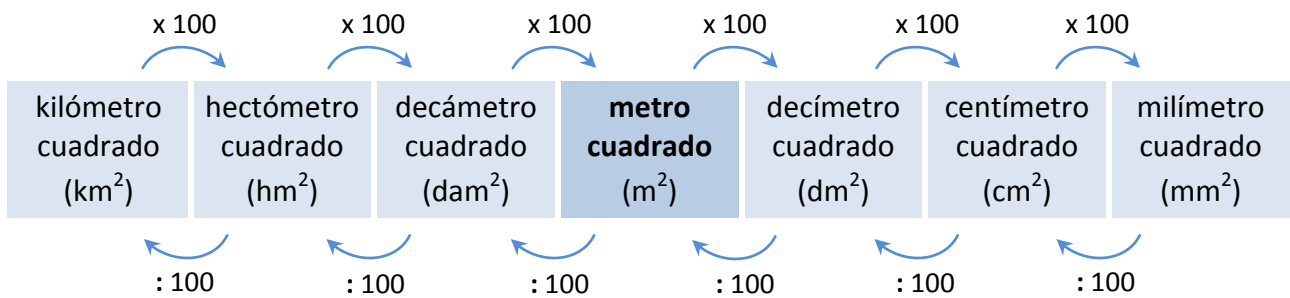 x 100 x 100 x 100 x 100 x 100 x 100
kilómetro hectómetro decámetro metro decímetro centímetro milímetro
cuadrado cuadrado cuadrado cuadrado cuadrado cuadrado cuadrado
(km²) (hm²) (dam²) (m²) (dm²) (cm²) (mm²)
: 100 : 100 : 100 : 100 : 100 : 100